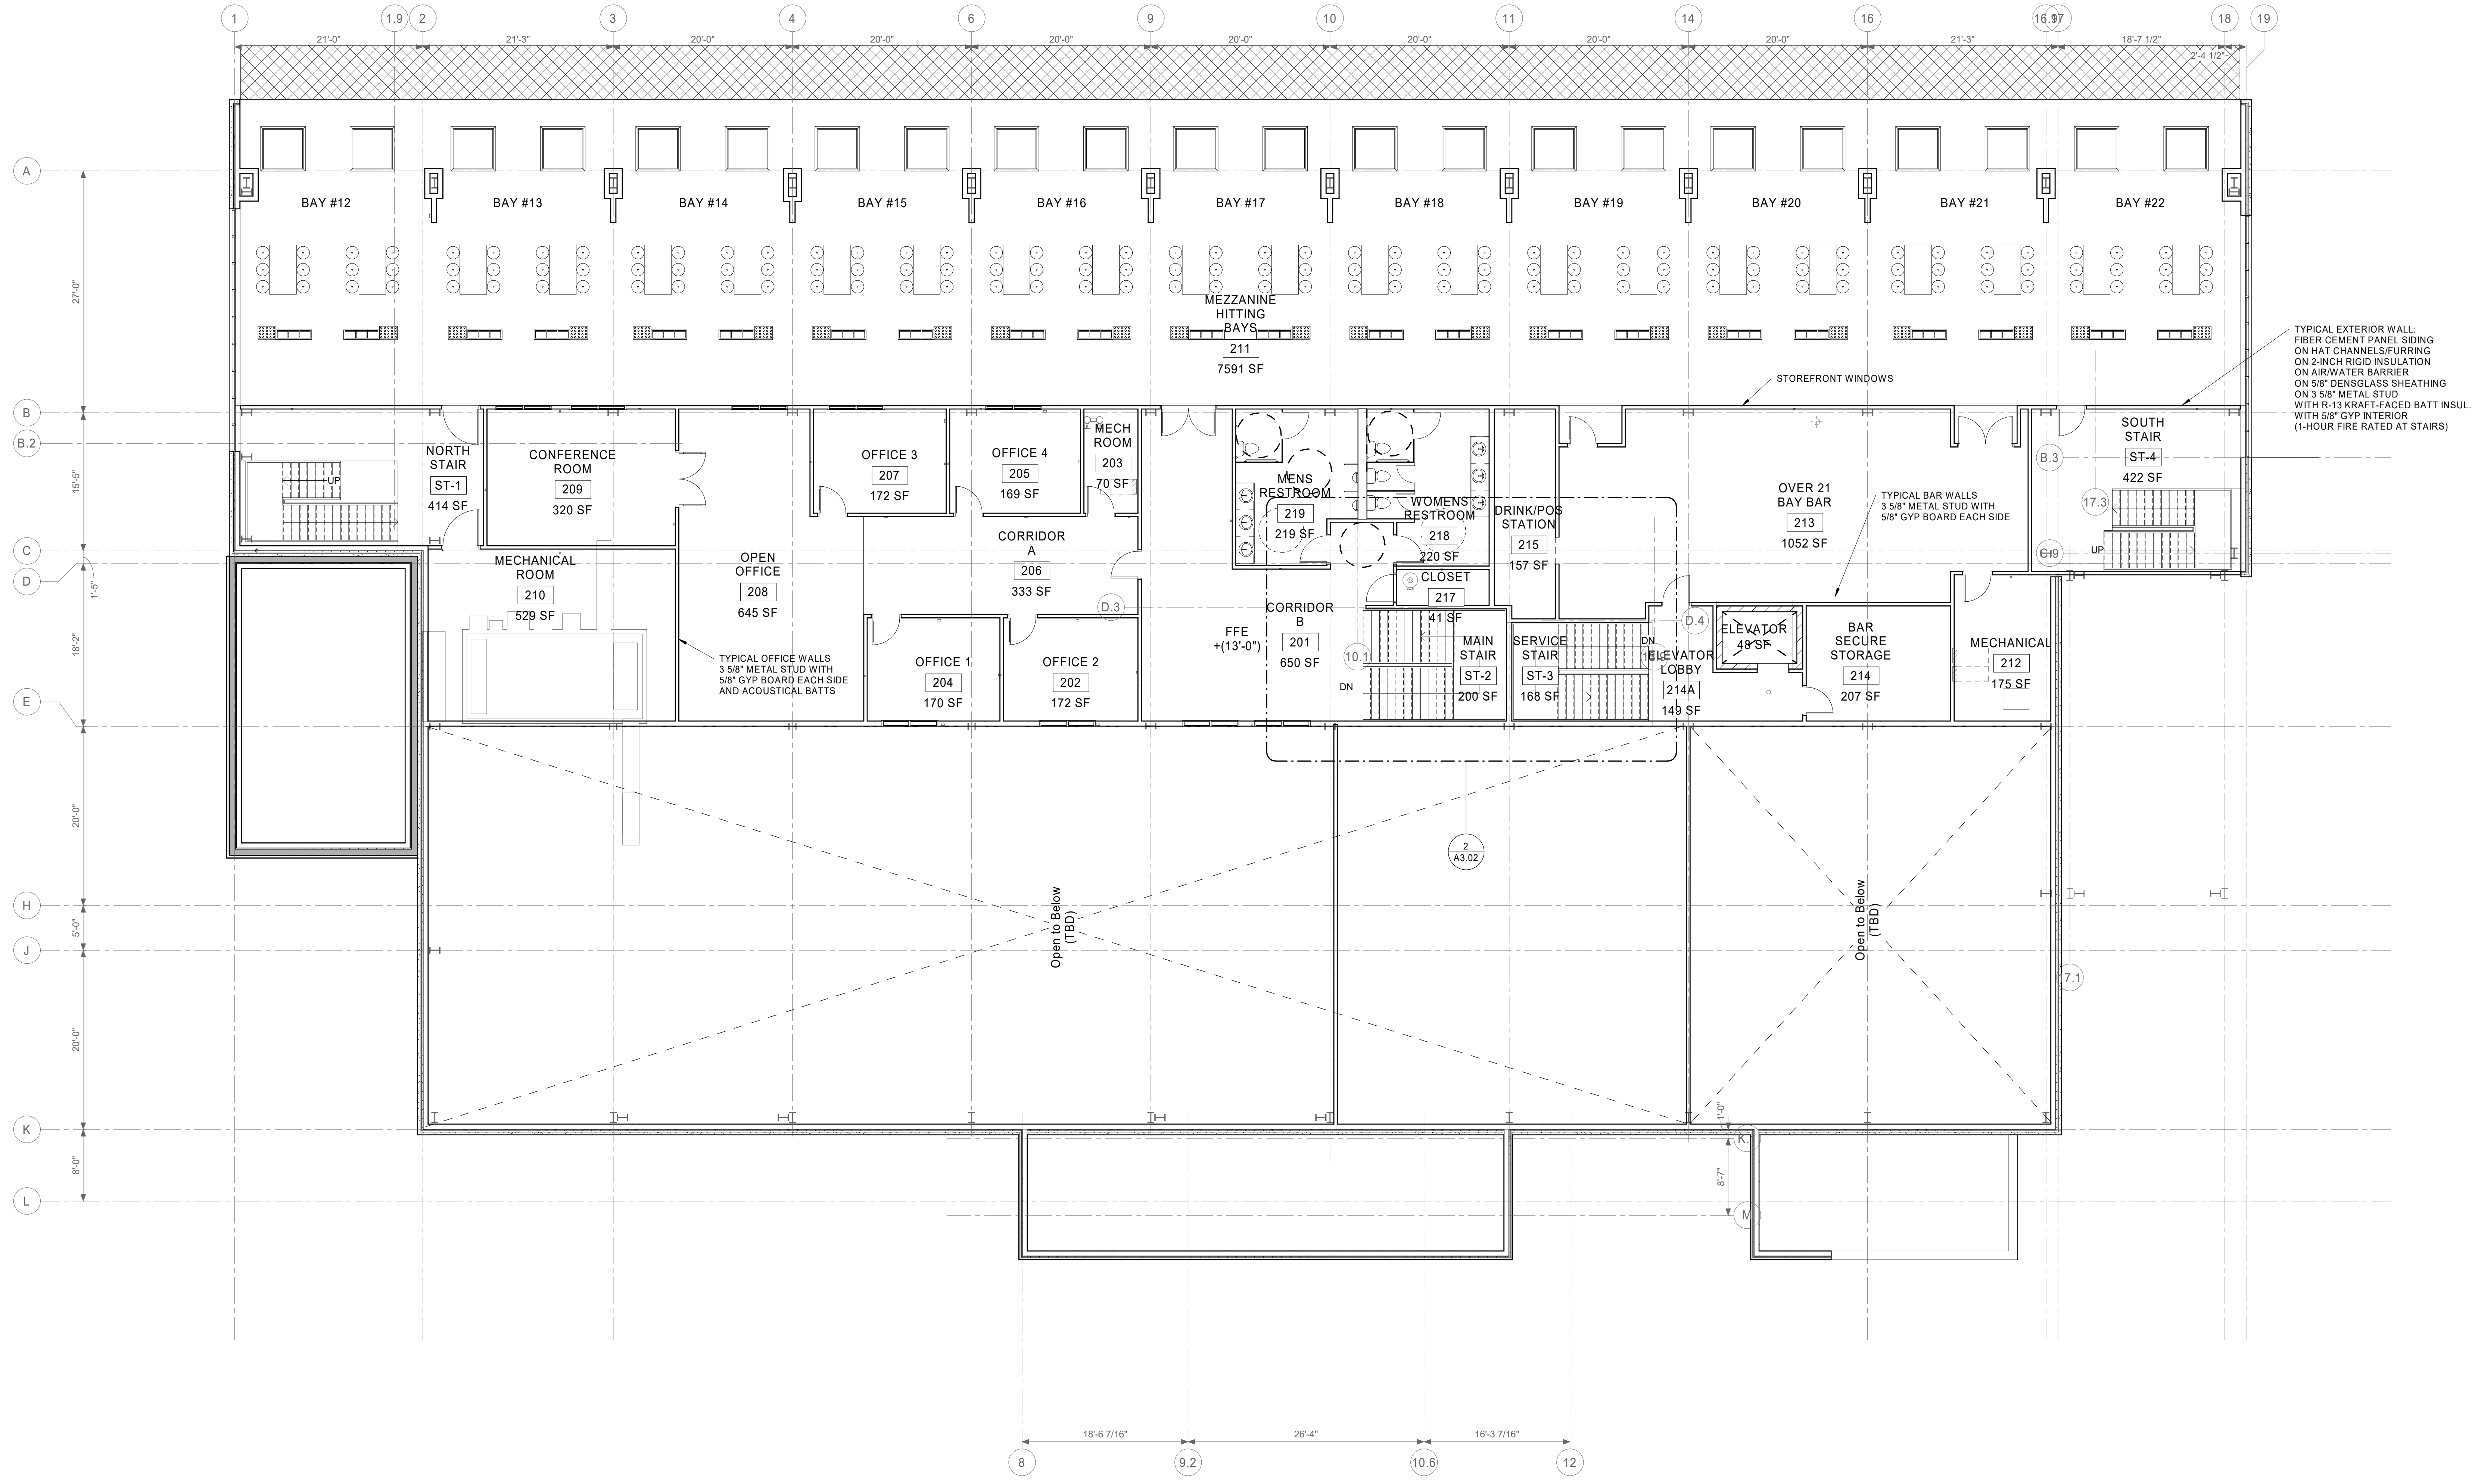 1
1.9
2
3
4
6
9
10
11
14
16
16.9
17
18
19
21'-0"
21'-3"
20'-0"
20'-0"
20'-0"
20'-0"
20'-0"
20'-0"
20'-0"
21'-3"
18'-7 1/2"
2'-4 1/2"
A
BAY #12
BAY #13
BAY #14
BAY #15
BAY #16
BAY #17
BAY #18
BAY #19
BAY #20
BAY #21
BAY #22
27'-0"
MEZZANINE
HITTING
BAYS
211
7591 SF
STOREFRONT WINDOWS
TYPICAL EXTERIOR WALL:
FIBER CEMENT PANEL SIDING
ON HAT CHANNELS/FURRING
ON 2-INCH RIGID INSULATION
ON AIR/WATER BARRIER
ON 5/8" DENSGLASS SHEATHING
ON 3 5/8" METAL STUD
WITH R-13 KRAFT-FACED BATT INSUL.
WITH 5/8" GYP INTERIOR
(1-HOUR FIRE RATED AT STAIRS)
B
B.2
15'-5"
C
D
1'-5"
18'-2"
E
NORTH
STAIR
ST-1
414 SF
UP
CONFERENCE
ROOM
209
320 SF
OFFICE 3
207
172 SF
OFFICE 4
205
169 SF
MECH
ROOM
203
70 SF
MENS
RESTROOM
219
219 SF
WOMENS
RESTROOM
218
220 SF
DRINK/POS
STATION
215
157 SF
OVER 21
BAY BAR
213
1052 SF
TYPICAL BAR WALLS
3 5/8" METAL STUD WITH
5/8" GYP BOARD EACH SIDE
SOUTH
STAIR
ST-4
422 SF
B.3
17.3
UP
MECHANICAL
ROOM
210
529 SF
OPEN
OFFICE
208
645 SF
CORRIDOR
A
206
333 SF
D.3
CLOSET
217
41 SF
CORRIDOR
B
201
650 SF
FFE
+(13'-0")
10.1
DN
MAIN
STAIR
ST-2
200 SF
SERVICE
STAIR
ST-3
168 SF
DN
D.4
ELEVATOR
LOBBY
214A
149 SF
ELEVATOR
48 SF
BAR
SECURE
STORAGE
214
207 SF
MECHANICAL
212
175 SF
TYPICAL OFFICE WALLS
3 5/8" METAL STUD WITH
5/8" GYP BOARD EACH SIDE
AND ACOUSTICAL BATTS
OFFICE 1
204
170 SF
OFFICE 2
202
172 SF
20'-0"
2
A3.02
H
5'-0"
J
Open to Below
(TBD)
Open to Below
(TBD)
7.1
20'-0"
K
1'-0"
K.
8'-0"
8'-7"
L
M
18'-6 7/16"
26'-4"
16'-3 7/16"
8
9.2
10.6
12